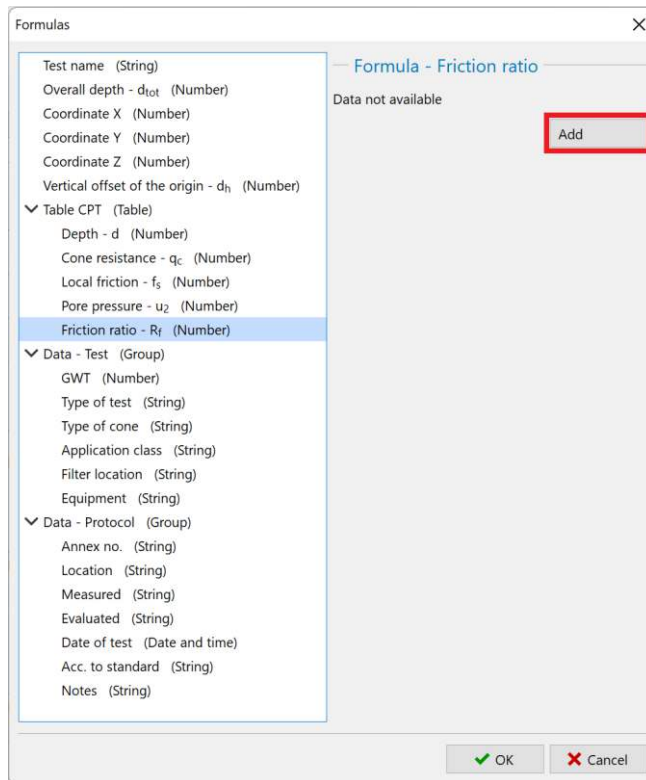 Formulas
Test name (String)
Overall depth - dtot (Number)
Coordinate X (Number)
Coordinate Y (Number)
Coordinate Z (Number)
Vertical offset of the origin - dh (Number)
Table CPT (Table)
Depth - d (Number)
Cone resistance - qc (Number)
Local friction - fs (Number)
Pore pressure - u2 (Number)
Friction ratio - Rf (Number)
Data - Test (Group)
GWT (Number)
Type of test (String)
Type of cone (String)
Application class (String)
Filter location (String)
Equipment (String)
Data - Protocol (Group)
Annex no. (String)
Location (String)
Measured (String)
Evaluated (String)
Date of test (Date and time)
Acc. to standard (String)
Notes (String)
Formula - Friction ratio
Data not available
Add
OK
Cancel